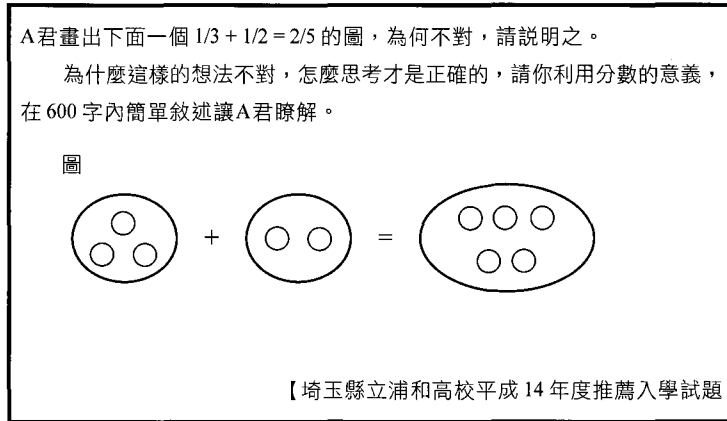 A君畫出下面一個 1/3 + 1/2 = 2/5 的圖，為何不對，請説明之。
為什麼這樣的想法不對，怎麼思考才是正確的，請你利用分數的意義，
在 600 字內簡單敘述讓A君瞭解。
圖
+ =
【埼玉縣立浦和高校平成 14 年度推薦入學試題